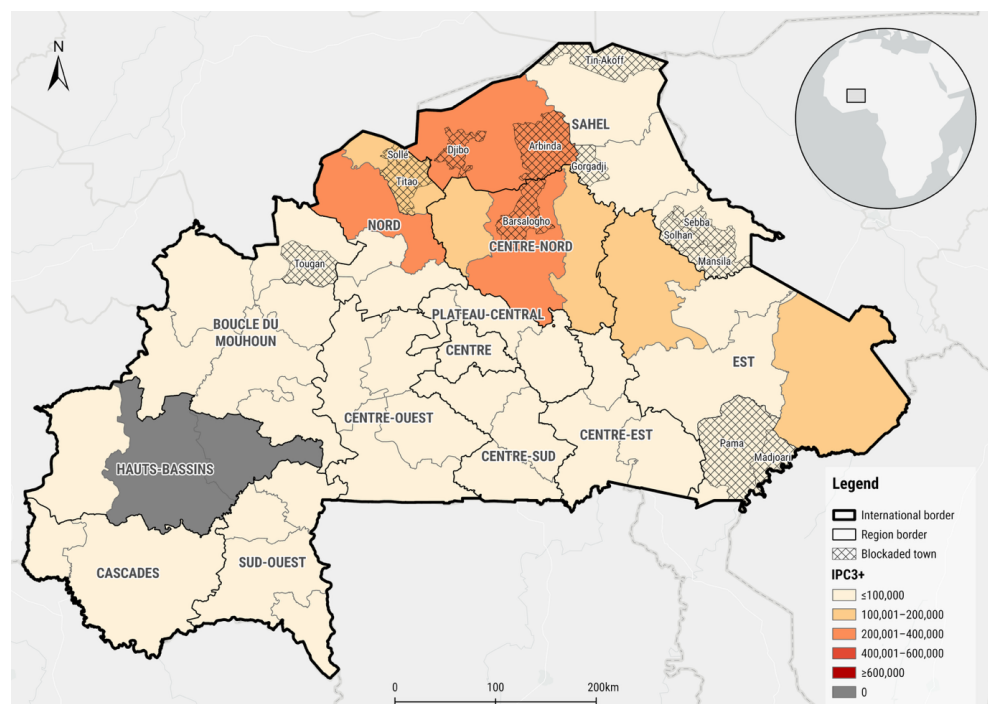 N
Tin-Akoff
SAHEL
Djibo
Arbinda
Solle
Gorgadji
Titao
Barsalogho
NORD
CENTRE-NORD
Sebba
Solhan
Mansila
Tougan
PLATEAU-CENTRAL
BOUCLE DU
MOUHOUN
CENTRE
EST
CENTRE-OUEST
CENTRE-EST
Pama
Madjoari
CENTRE-SUD
HAUTS-BASSINS
SUD-OUEST
CASCADES
Legend
International border
Region border
Blockaded town
IPC3+
≤100,000
100,001–200,000
200,001–400,000
400,001–600,000
≥600,000
0
0 100 200km